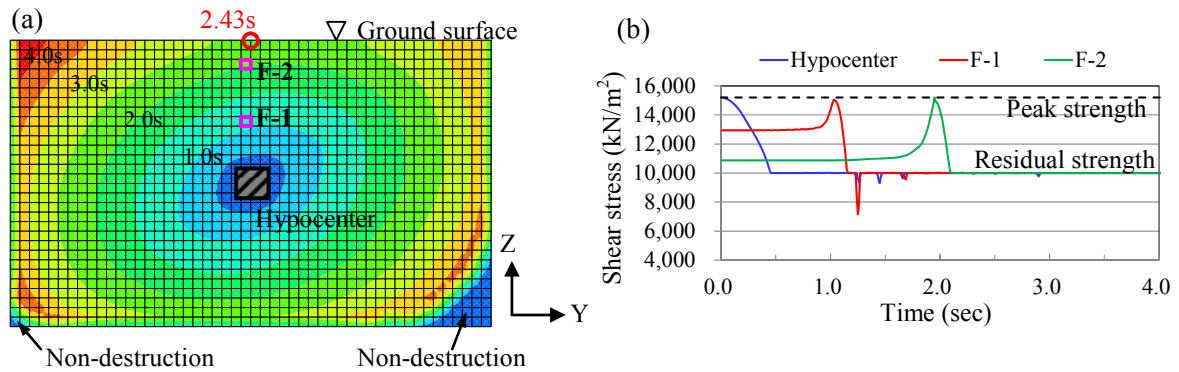 (a)
2.43s
Ground surface
4.0s
3.0s
F-2
2.0s
F-1
1.0s
Hypocenter
Z
Y
Non-destruction
Non-destruction
(b)
Hypocenter
F-1
F-2
Shear stress (kN/m²)
16,000
14,000
12,000
10,000
8,000
6,000
4,000
Peak strength
Residual strength
0.0
1.0
2.0
3.0
4.0
Time (sec)